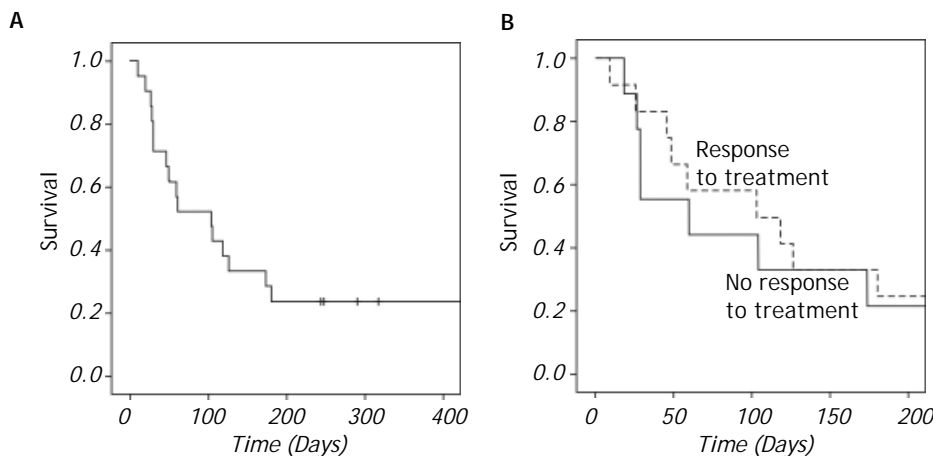 A
1.0
0.8
0.6
0.4
0.2
0.0
Survival
0
100
200
300
400
Time (Days)
B
1.0
0.8
0.6
0.4
0.2
0.0
Survival
Response
to treatment
No response
to treatment
0
50
100
150
200
Time (Days)